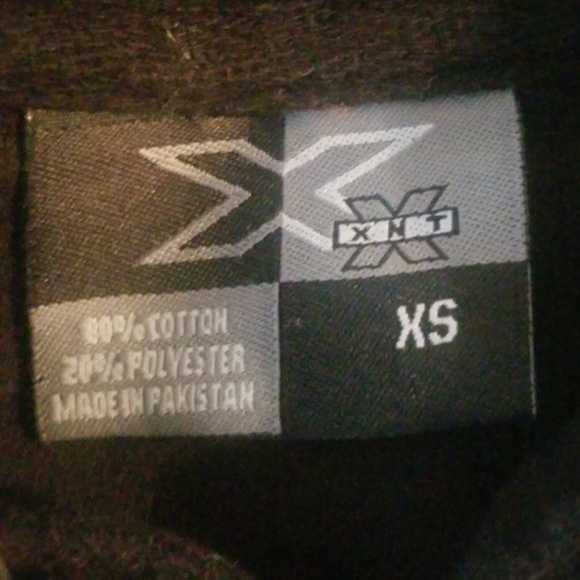 XNT
XS
80% COTTON
20% POLYESTER
MADE IN PAKISTAN